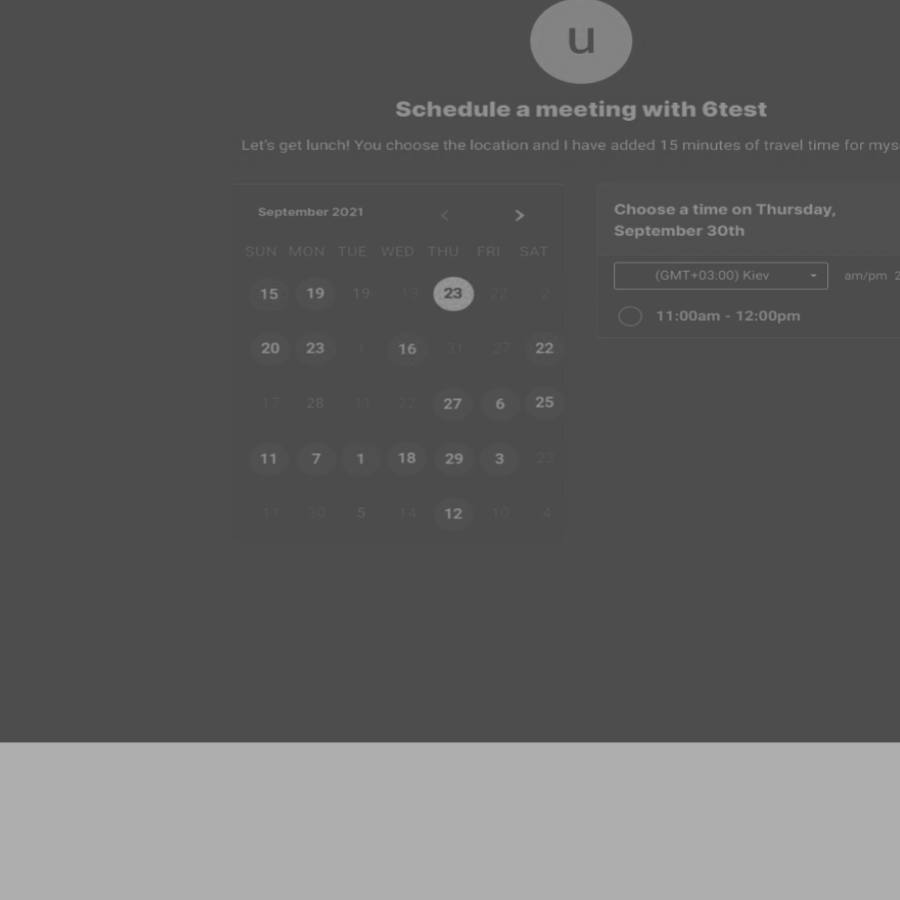 u
Schedule a meeting with 6test
Let's get lunch! You choose the location and I have added 15 minutes of travel time for mys
September 2021
SUN MON TUE WED THU FRI SAT
15 19 19 13 23 22 2
20 23 1 16 31 27 22
17 28 11 22 27 6 25
11 7 1 18 29 3 23
11 30 5 14 12 10 4
Choose a time on Thursday,
September 30th
(GMT+03:00) Kiev am/pm 2
11:00am - 12:00pm